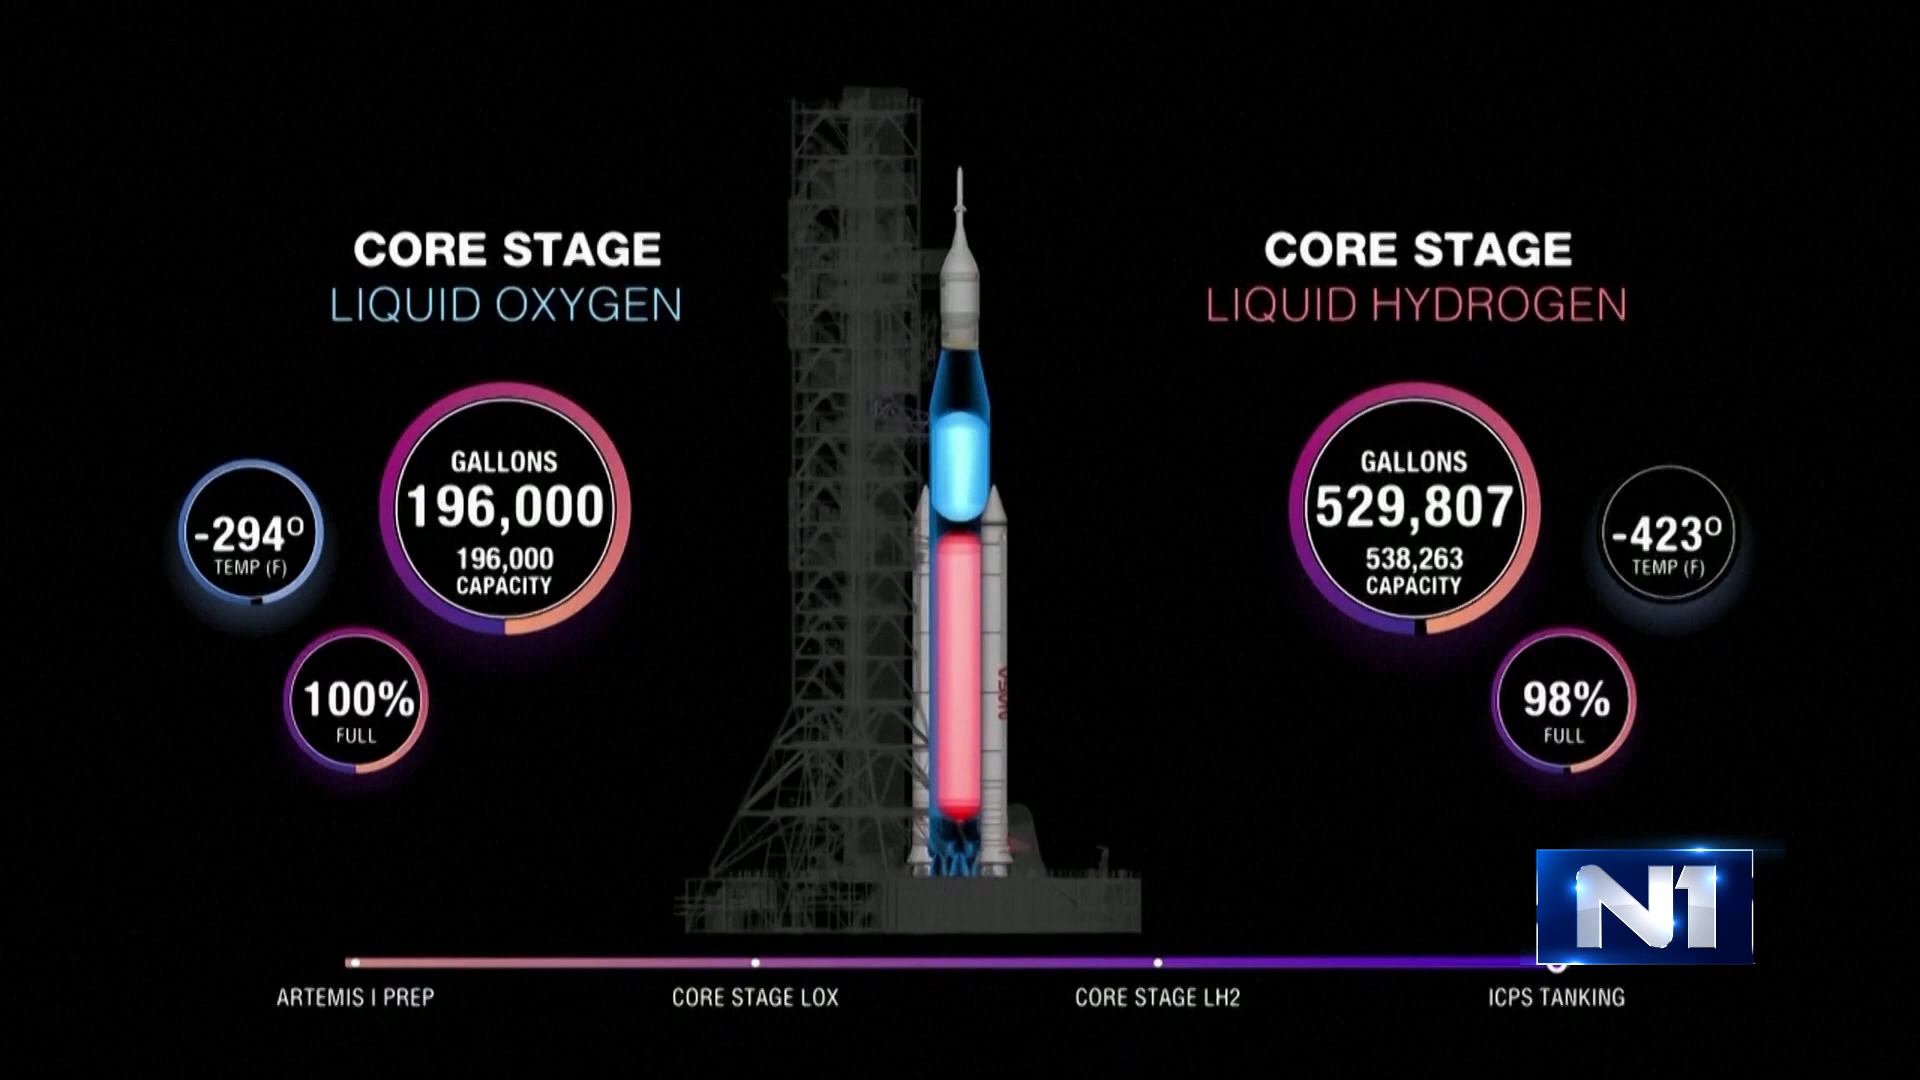 CORE STAGE
LIQUID OXYGEN
GALLONS
196,000
196,000
CAPACITY
-294º
TEMP (F)
100%
FULL
CORE STAGE
LIQUID HYDROGEN
GALLONS
529,807
538,263
CAPACITY
-423º
TEMP (F)
98%
FULL
NASA
N1
ARTEMIS I PREP
CORE STAGE LOX
CORE STAGE LH2
ICPS TANKING